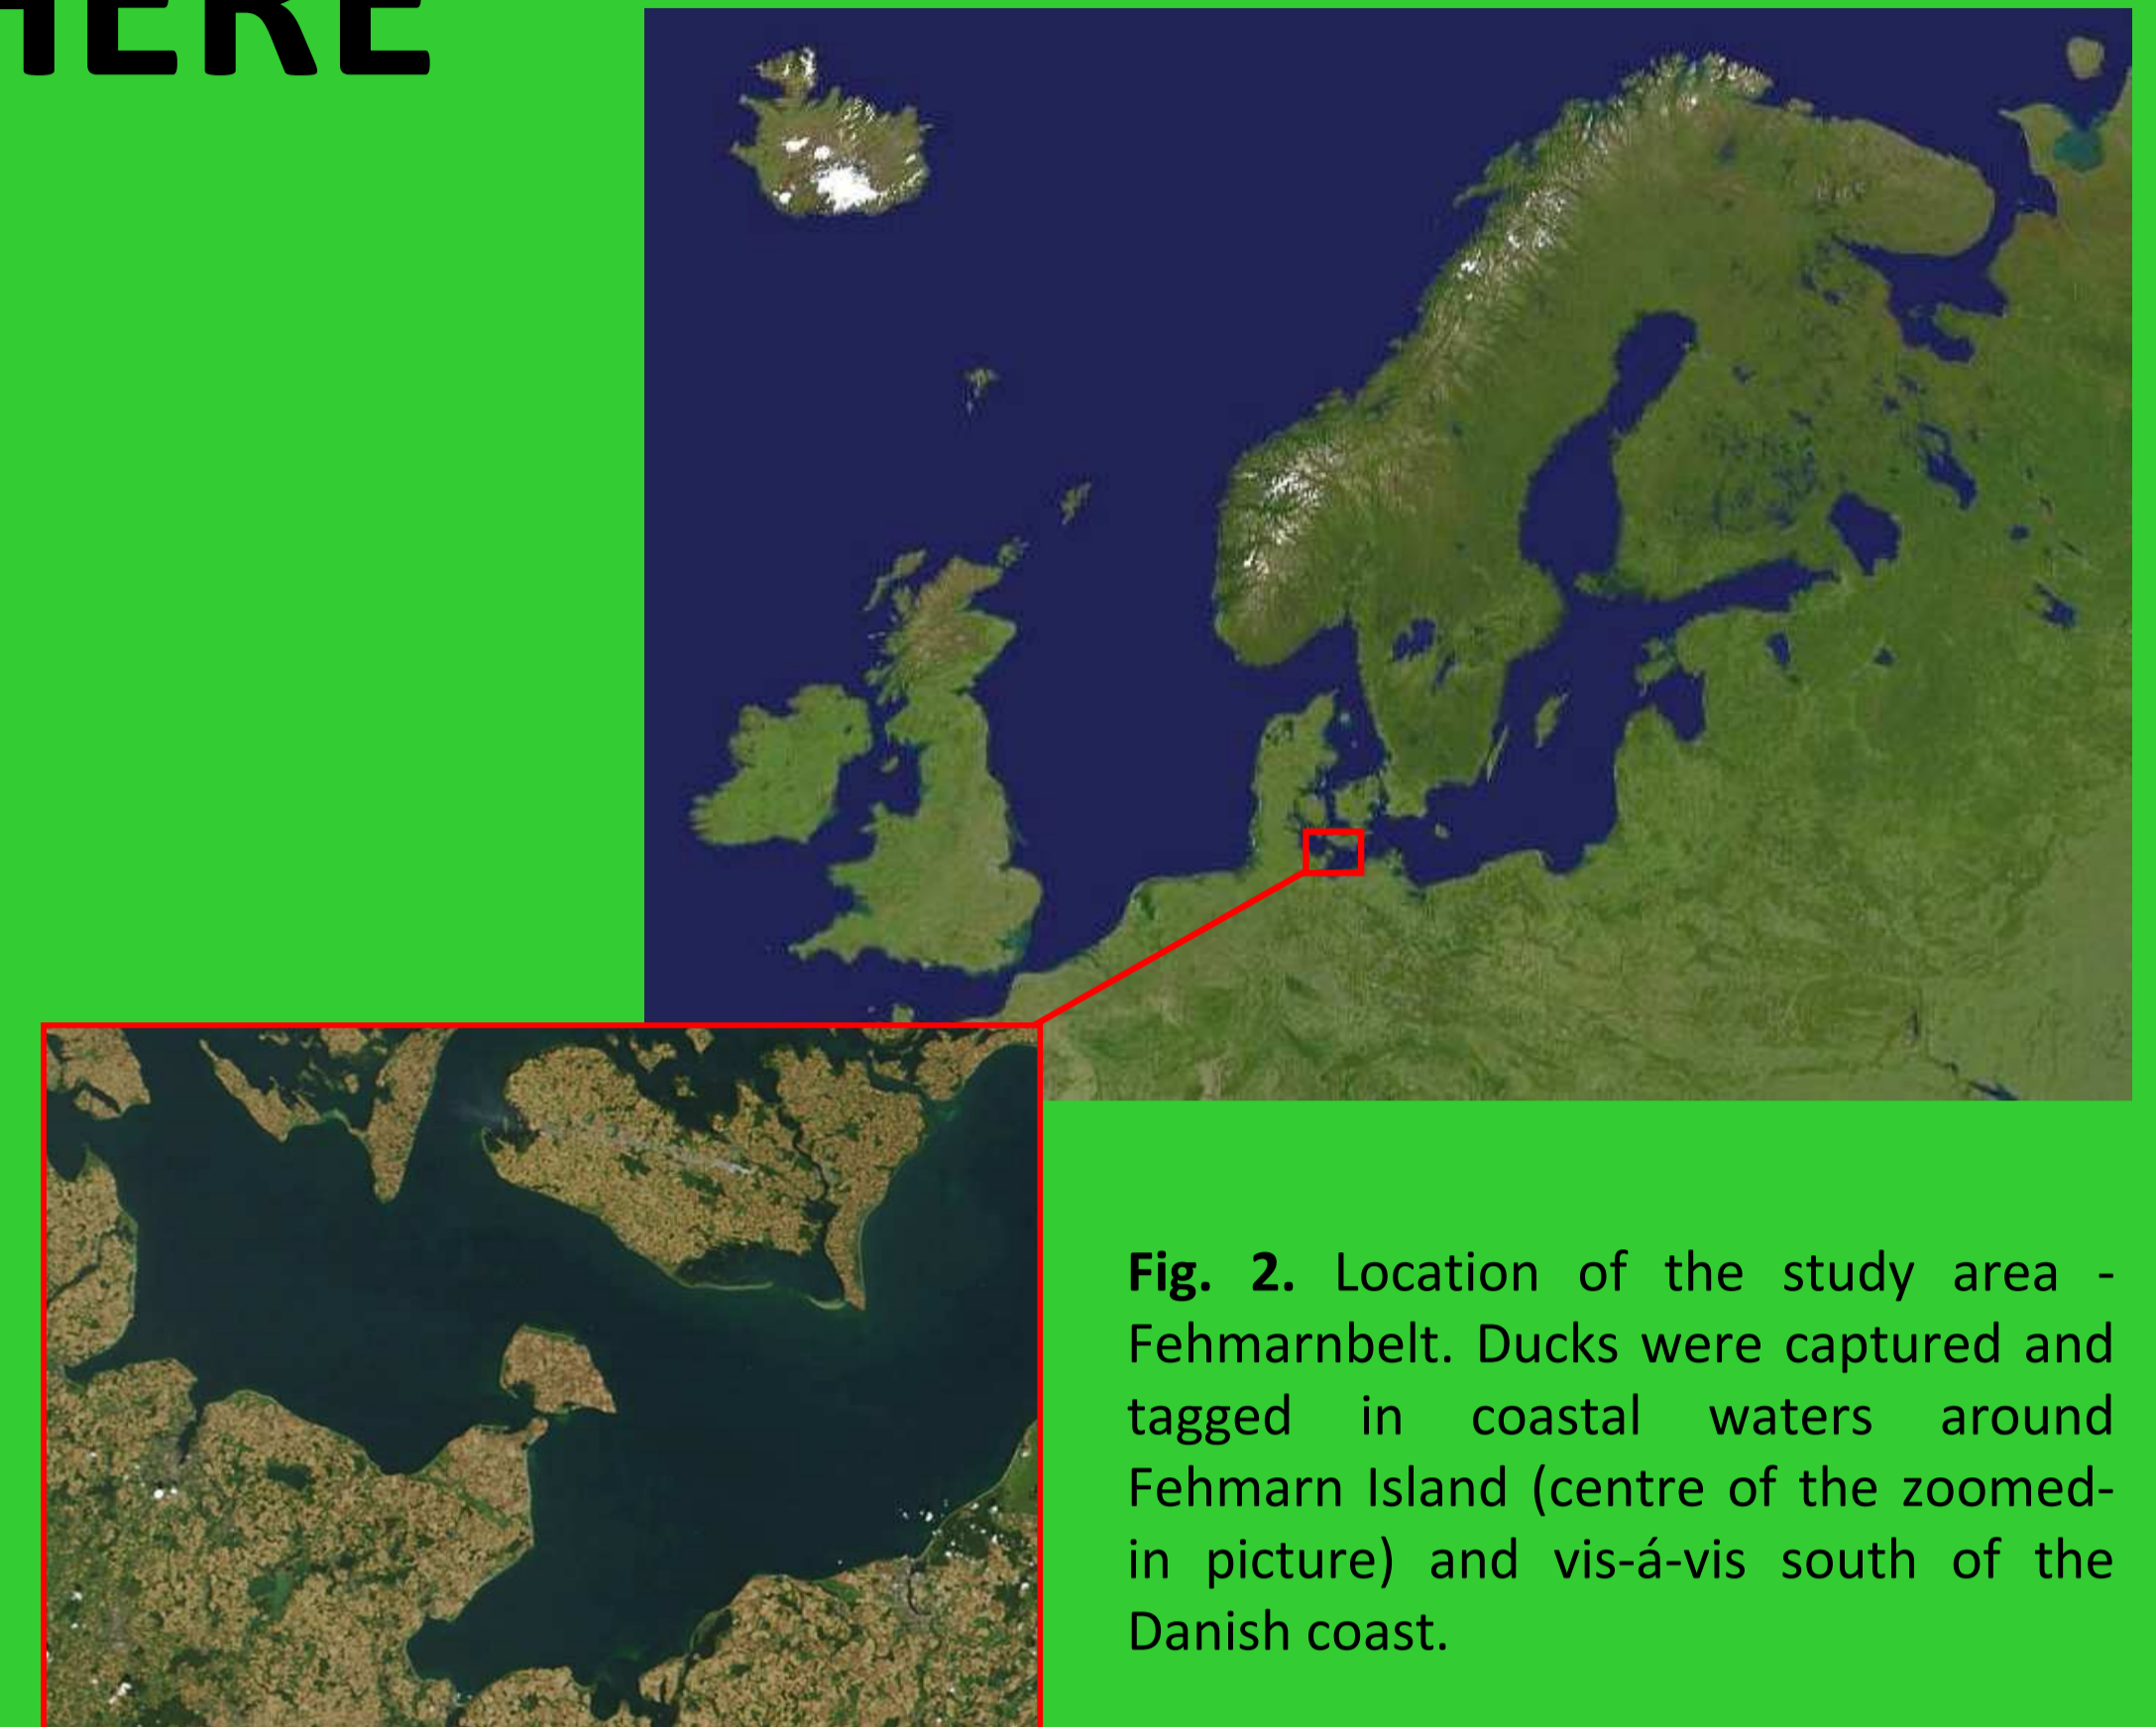 HERE
Fig. 2. Location of the study area -
Fehmarnbelt. Ducks were captured and
tagged in coastal waters around
Fehmarn Island (centre of the zoomed-
in picture) and vis-á-vis south of the
Danish coast.